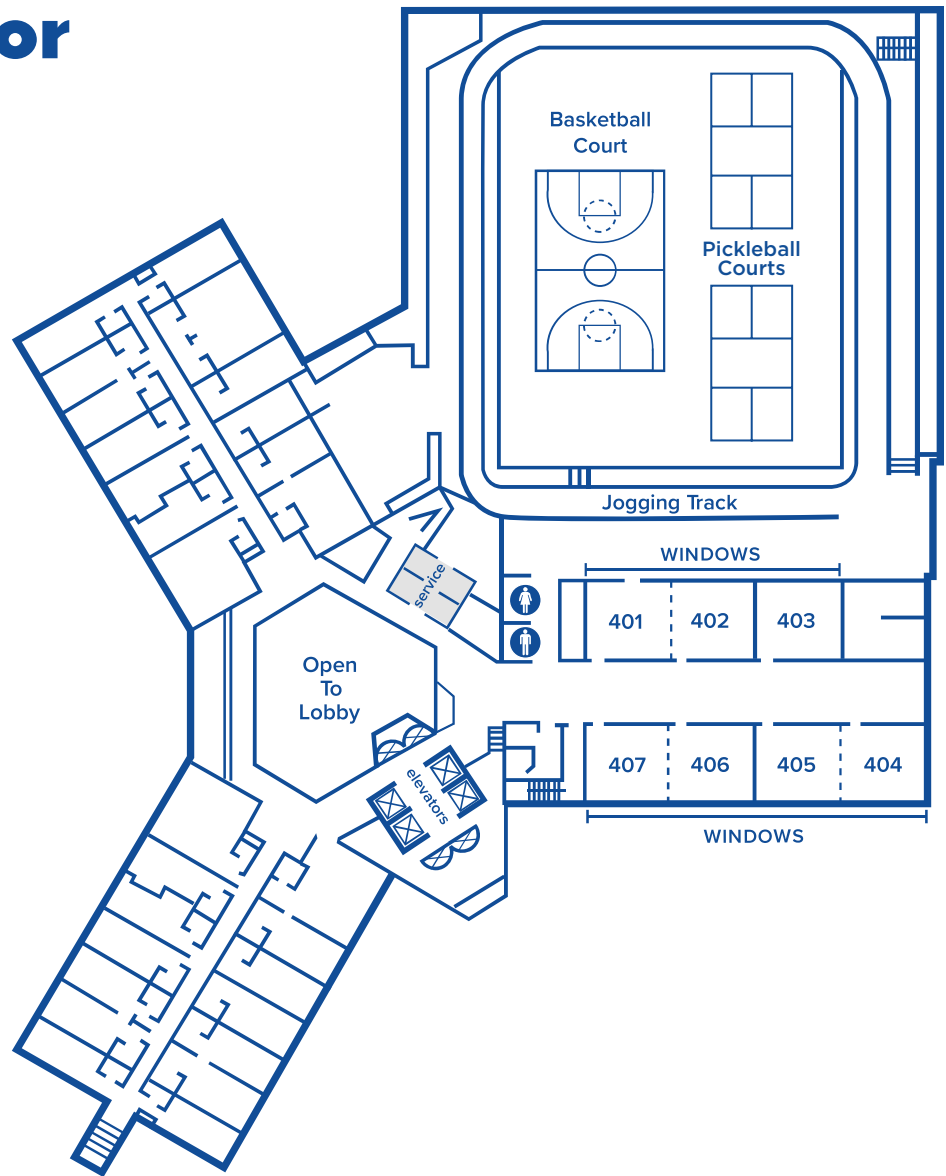 or
Basketball
Court
Pickleball
Courts
Jogging Track
WINDOWS
401
402
403
service
Open
To
Lobby
elevators
407
406
405
404
WINDOWS